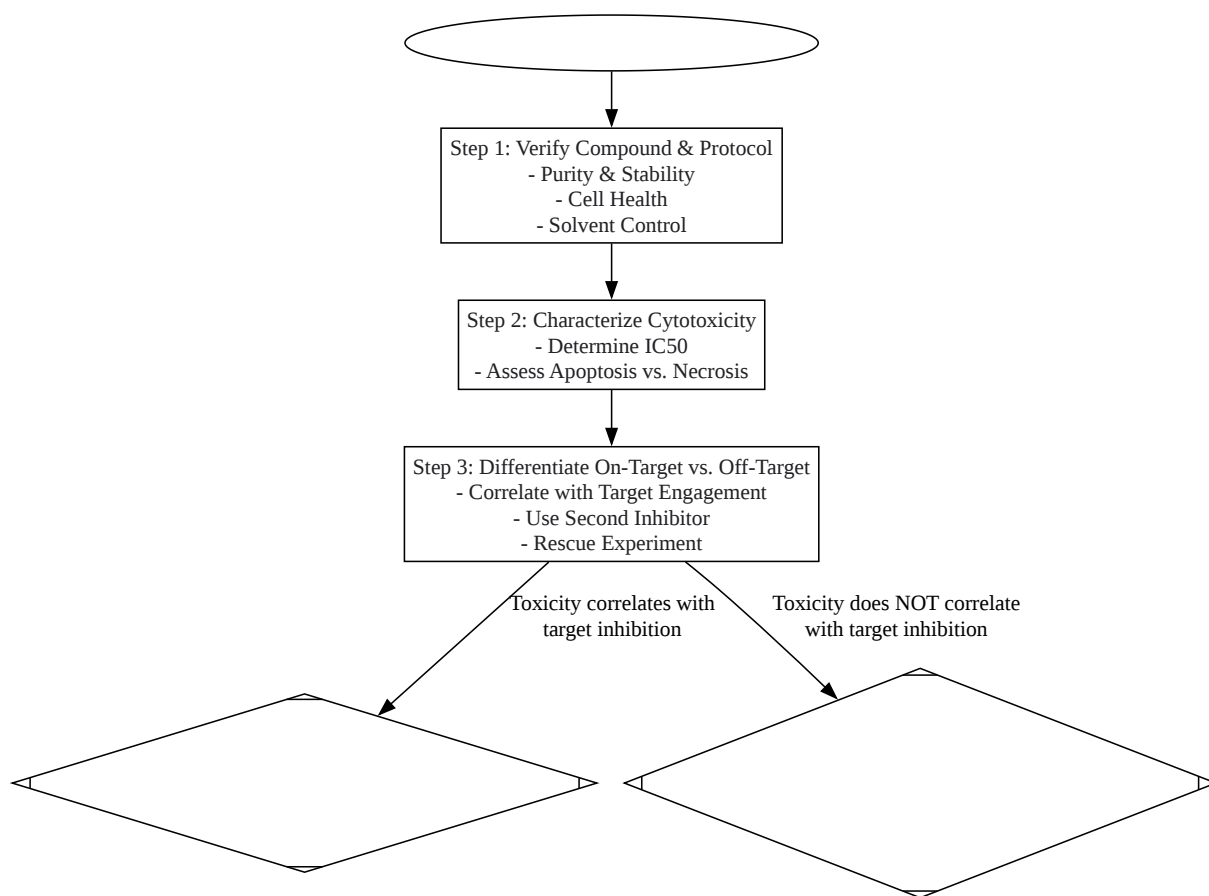 Step 1: Verify Compound & Protocol
- Purity & Stability
- Cell Health
- Solvent Control
Step 2: Characterize Cytotoxicity
- Determine IC50
- Assess Apoptosis vs. Necrosis
Step 3: Differentiate On-Target vs. Off-Target
- Correlate with Target Engagement
- Use Second Inhibitor
- Rescue Experiment
Toxicity correlates with
target inhibition
Toxicity does NOT correlate
with target inhibition